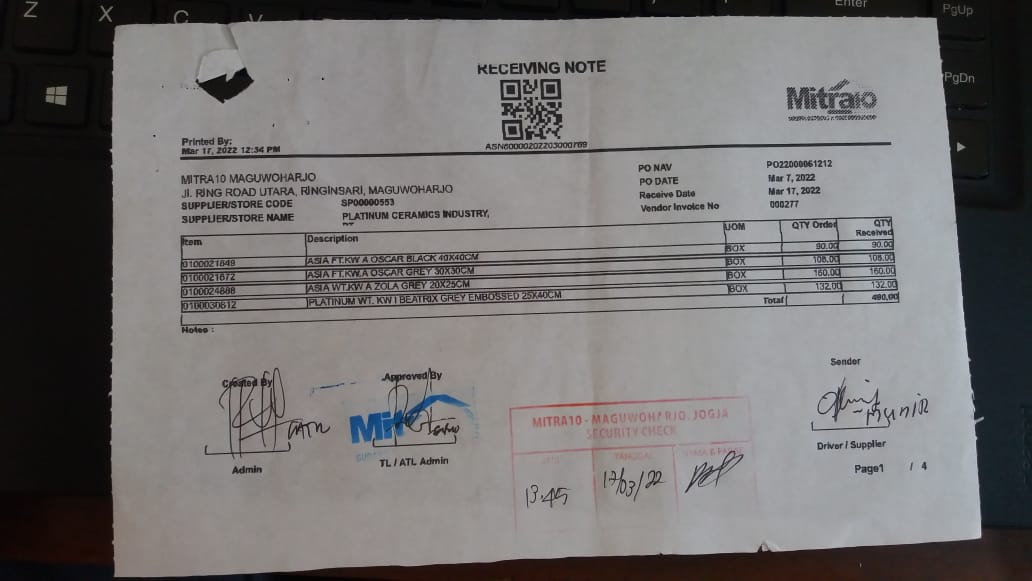 Z X C Enter PgUp
PgDn
RECEIVING NOTE
Mitra10
ASN60000202203000769
Printed By:
Mar 17, 2022 12:34 PM
MITRA10 MAGUWOHARJO
Jl. RING ROAD UTARA, RINGINSARI, MAGUWOHARJO
SUPPLIER/STORE CODE SP00000553
SUPPLIER/STORE NAME PLATINUM CERAMICS INDUSTRY,
PT
PO NAV PO22000061212
PO DATE Mar 7, 2022
Receive Date Mar 17, 2022
Vendor Invoice No 000277
Item Description UOM QTY Order QTY Received
0100021849 ASIA FT.KW A OSCAR BLACK 40X40CM BOX 90.00 90.00
0100021672 ASIA FT.KW.A OSCAR GREY 30X30CM BOX 108.00 108.00
0100024888 ASIA WT.KW A ZOLA GREY 20X25CM BOX 160.00 160.00
0100030612 PLATINUM WT. KW I BEATRIX GREY EMBOSSED 25X40CM BOX 132.00 132.00
Total 490.00
Notes :
Created By
Approved By
Sender
Admin
TL / ATL Admin
Driver / Supplier
MITRA10 - MAGUWOHARJO, JOGJA
SECURITY CHECK
TANGGAL
13.45 17/03/22
Page1 / 4